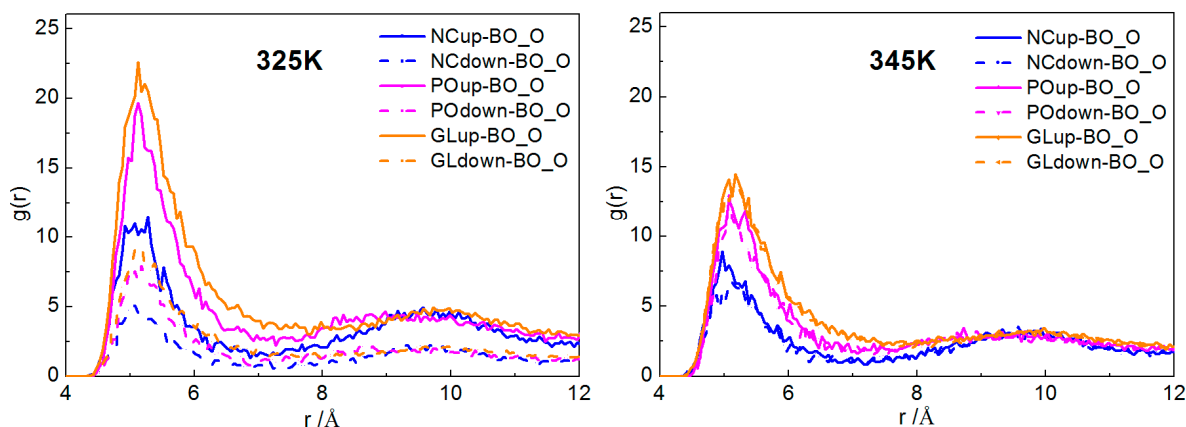 25
20
15
10
5
0
g(r)
325K
NCup-BO_O
NCdown-BO_O
POup-BO_O
POdown-BO_O
GLup-BO_O
GLdown-BO_O
4 6 8 10 12
r /Å
25
20
15
10
5
0
g(r)
345K
NCup-BO_O
NCdown-BO_O
POup-BO_O
POdown-BO_O
GLup-BO_O
GLdown-BO_O
4 6 8 10 12
r /Å